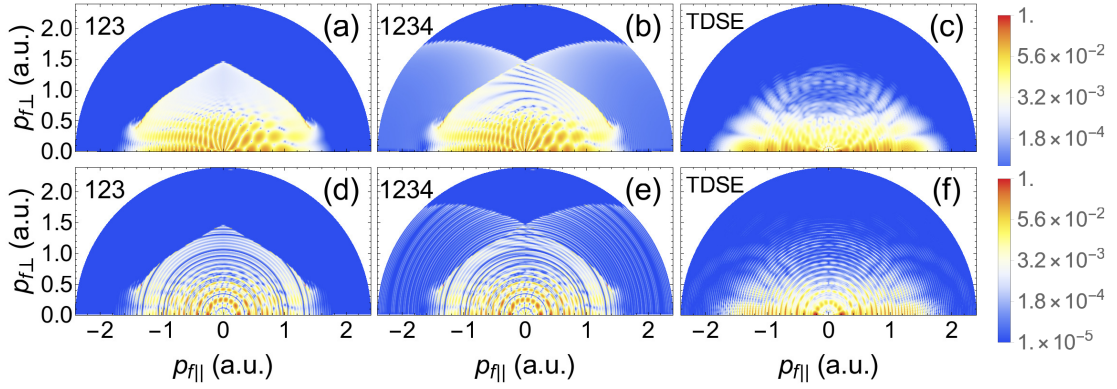 123 (a) 1234 (b) TDSE (c)
p_f⊥ (a.u.)
2.0
1.5
1.0
0.5
0.0
1.
5.6 × 10⁻²
3.2 × 10⁻³
1.8 × 10⁻⁴
123 (d) 1234 (e) TDSE (f)
p_f⊥ (a.u.)
2.0
1.5
1.0
0.5
0.0
1.
5.6 × 10⁻²
3.2 × 10⁻³
1.8 × 10⁻⁴
1. × 10⁻⁵
−2 −1 0 1 2 −2 −1 0 1 2 −2 −1 0 1 2
p_f|| (a.u.) p_f|| (a.u.) p_f|| (a.u.)